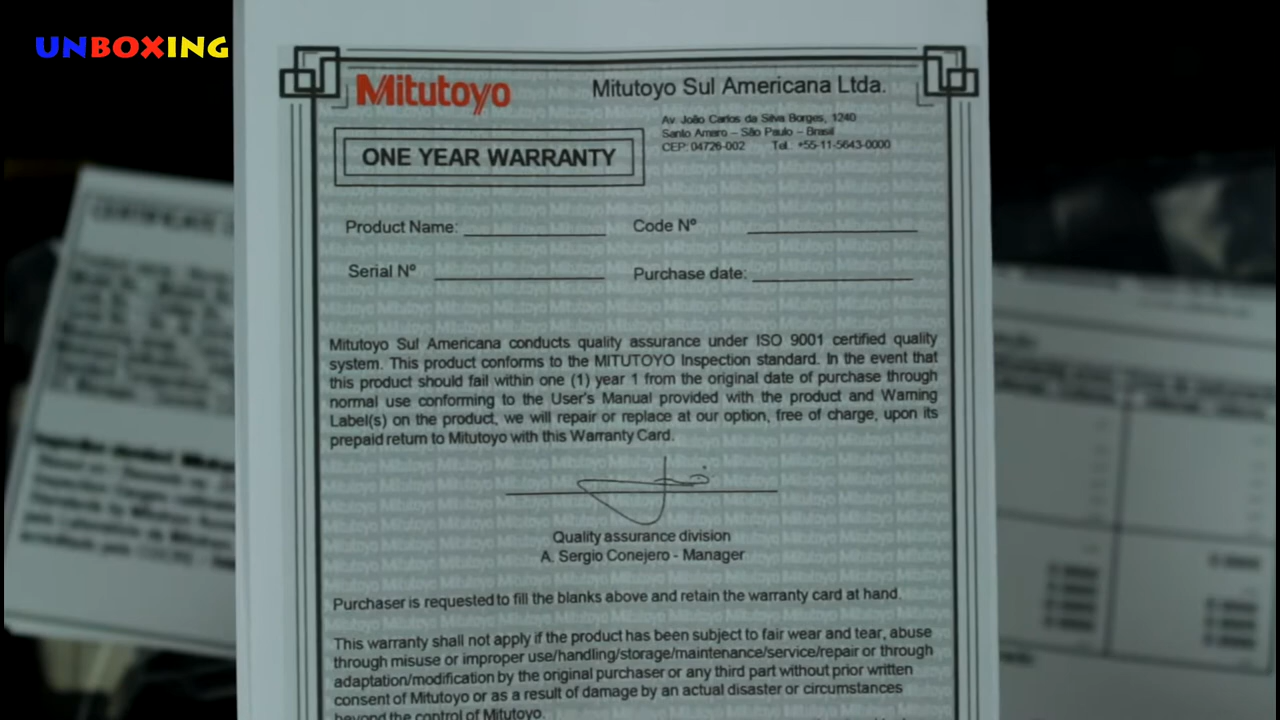 UNBOXING
Mitutoyo
Mitutoyo Sul Americana Ltda.
Av. João Carlos da Silva Borges, 1240
Santo Amaro – São Paulo – Brasil
CEP: 04726-002 Tel.: +55-11-5643-0000
ONE YEAR WARRANTY
Product Name:
Code Nº
Serial Nº
Purchase date:
Mitutoyo Sul Americana conducts quality assurance under ISO 9001 certified quality
system. This product conforms to the MITUTOYO Inspection standard. In the event that
this product should fail within one (1) year 1 from the original date of purchase through
normal use conforming to the User's Manual provided with the product and Warning
Label(s) on the product, we will repair or replace at our option, free of charge, upon its
prepaid return to Mitutoyo with this Warranty Card.
Quality assurance division
A. Sergio Conejero - Manager
Purchaser is requested to fill the blanks above and retain the warranty card at hand.
This warranty shall not apply if the product has been subject to fair wear and tear, abuse
through misuse or improper use/handling/storage/maintenance/service/repair or through
adaptation/modification by the original purchaser or any third part without prior written
consent of Mitutoyo or as a result of damage by an actual disaster or circumstances
beyond the control of Mitutoyo.